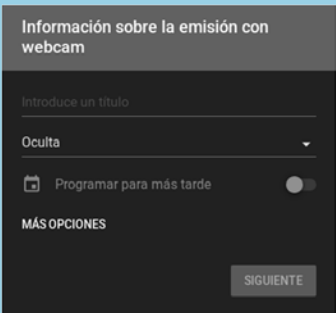 Información sobre la emisión con
webcam
Introduce un título
Oculta
Programar para más tarde
MÁS OPCIONES
SIGUIENTE